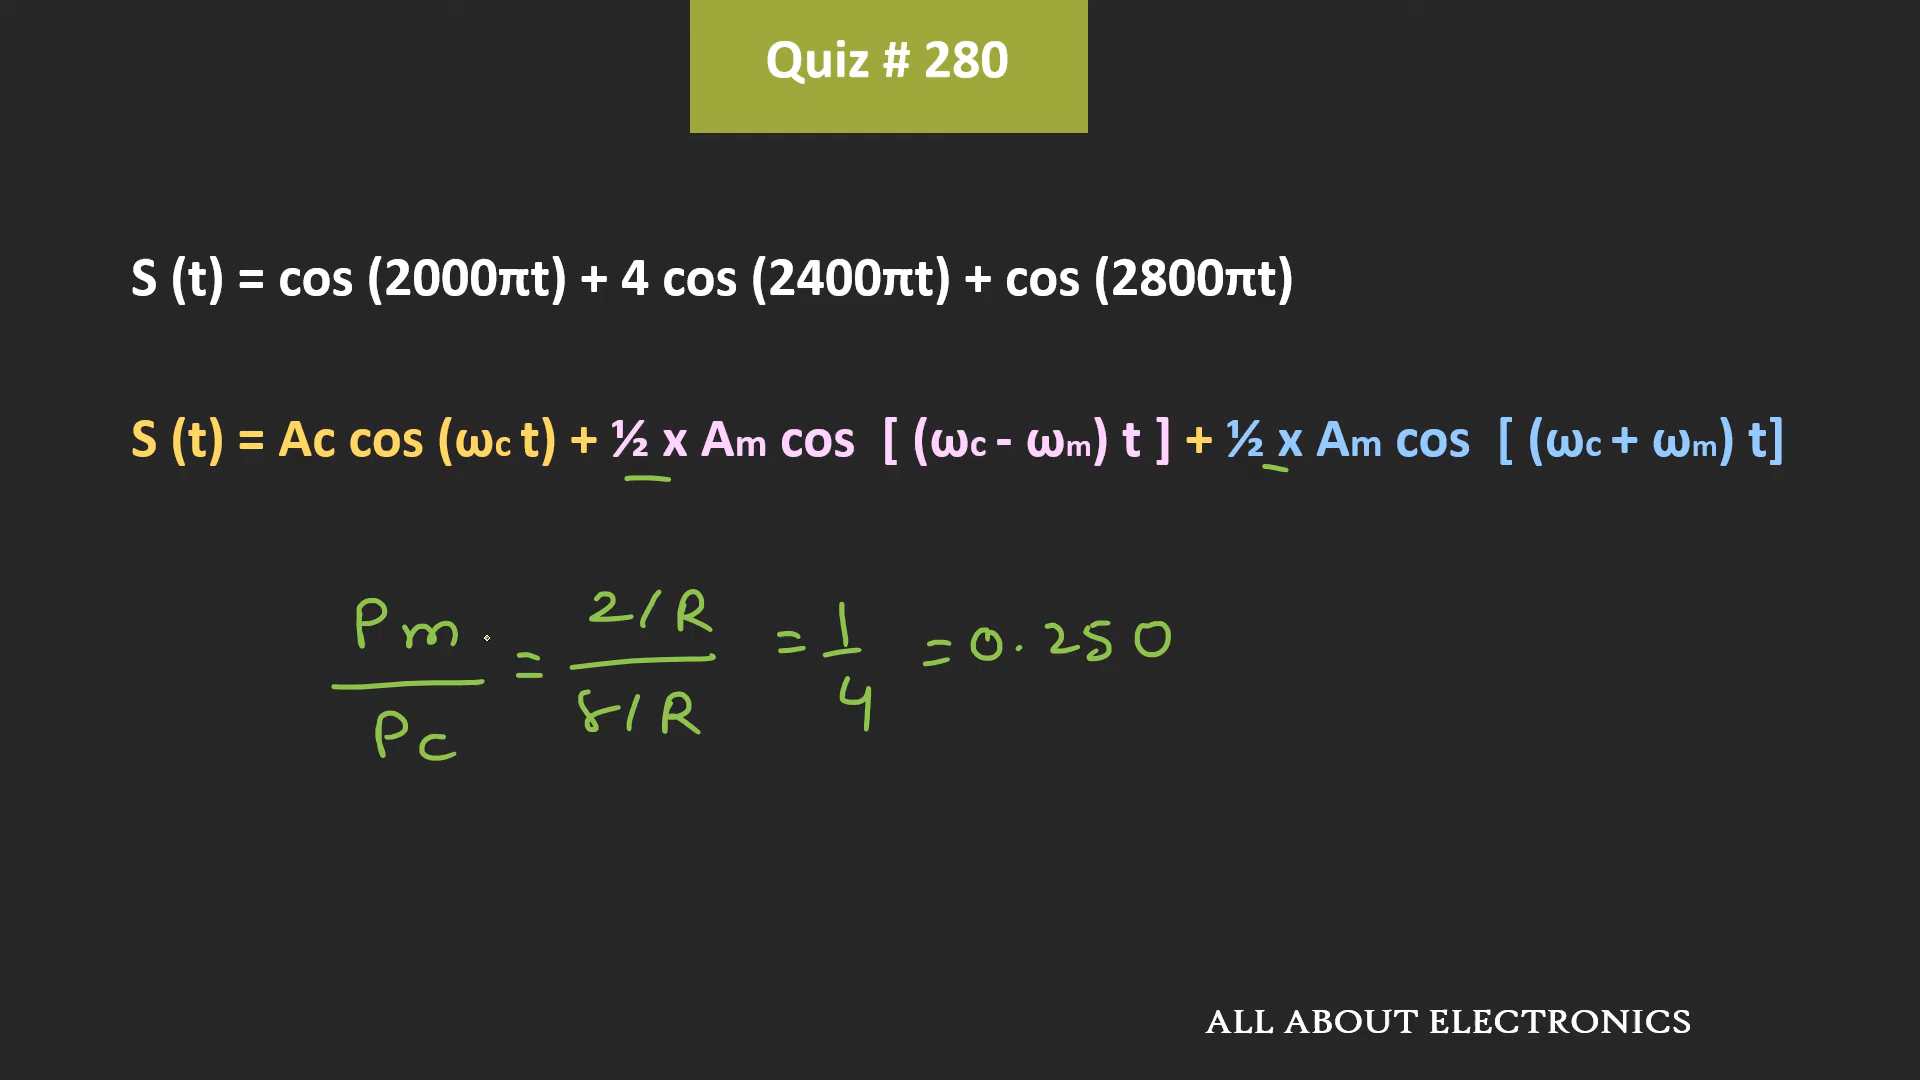 Quiz # 280
S (t) = cos (2000πt) + 4 cos (2400πt) + cos (2800πt)
S (t) = Ac cos (ωc t) + ½ x Am cos [ (ωc - ωm) t ] + ½ x Am cos [ (ωc + ωm) t]
Pm / Pc = 2/R / 8/R = 1/4 = 0.250
ALL ABOUT ELECTRONICS